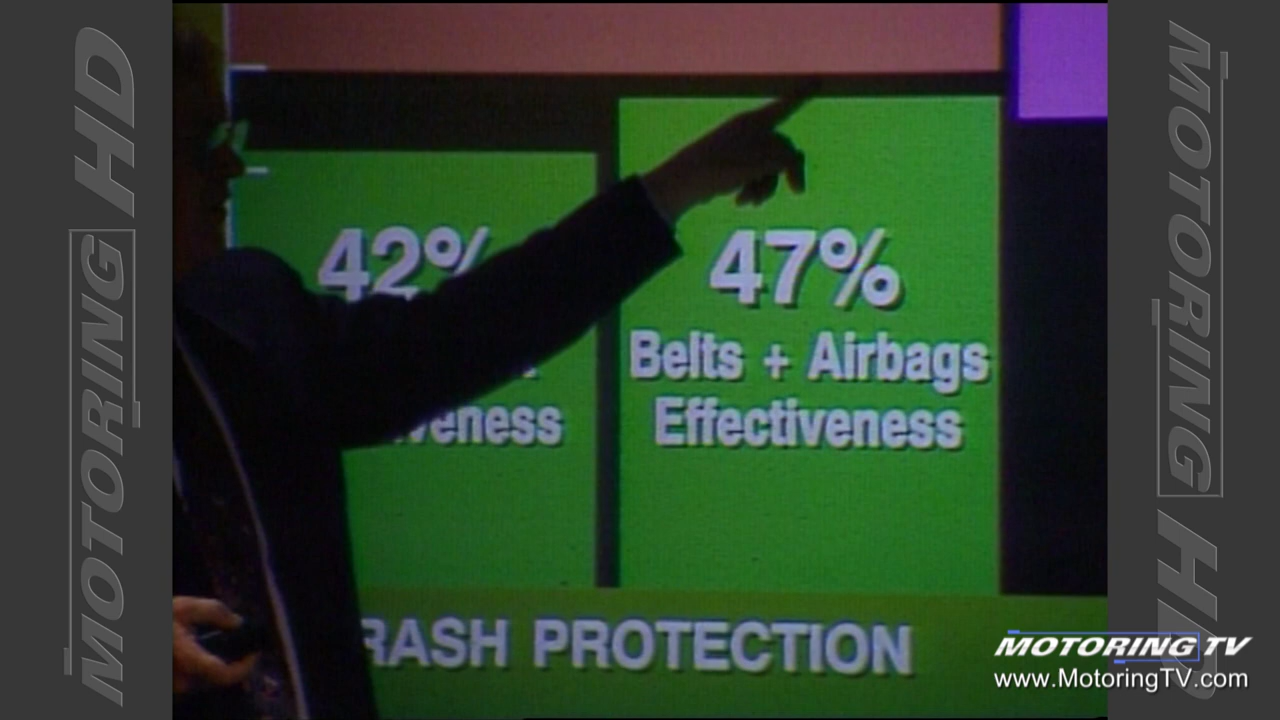 MOTORING HD
42%
47%
Belts + Airbags
Effectiveness
RASH PROTECTION
MOTORING HD
MOTORING TV
www.MotoringTV.com